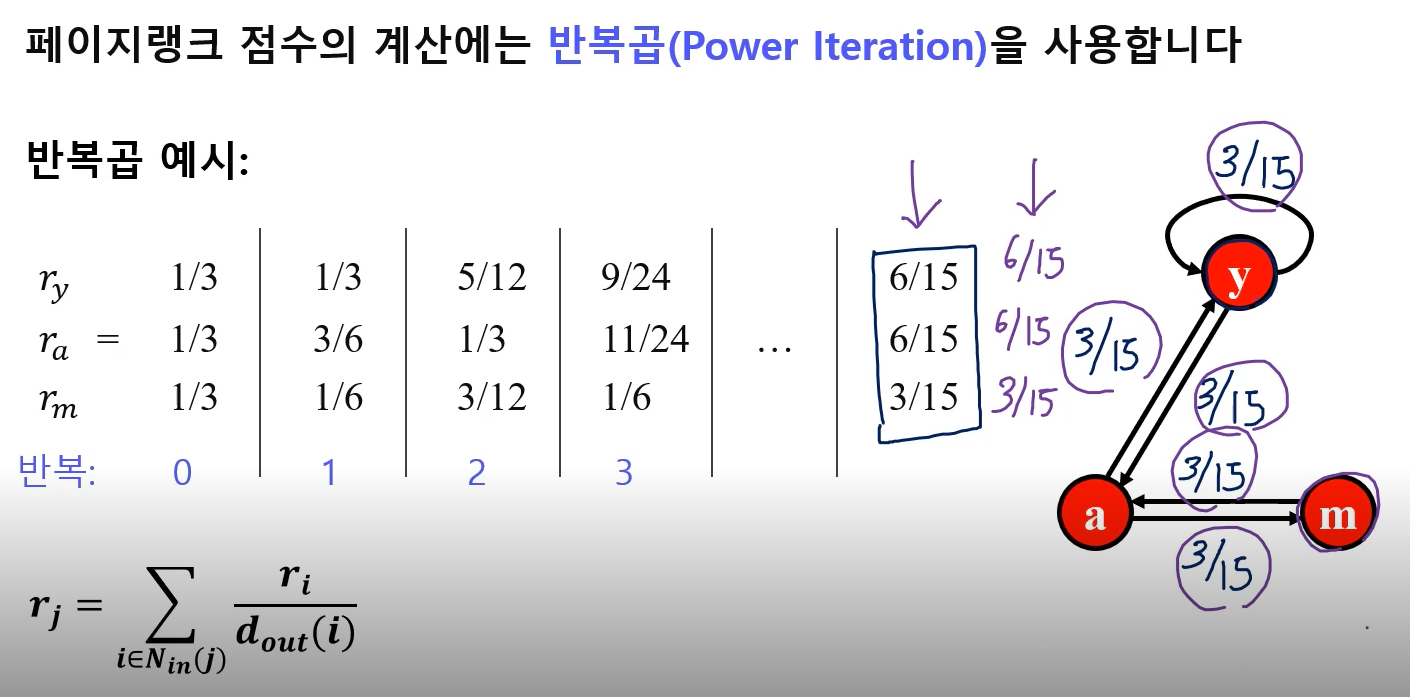 페이지랭크 점수의 계산에는 반복곱(Power Iteration)을 사용합니다
반복곱 예시:
r_y 1/3 1/3 5/12 9/24 6/15 6/15
r_a = 1/3 3/6 1/3 11/24 … 6/15 6/15
r_m 1/3 1/6 3/12 1/6 3/15 3/15
반복: 0 1 2 3
r_j = ∑_{i∈N_{in}(j)} r_i / d_{out}(i)
3/15
y
3/15
3/15
3/15
a
m
3/15